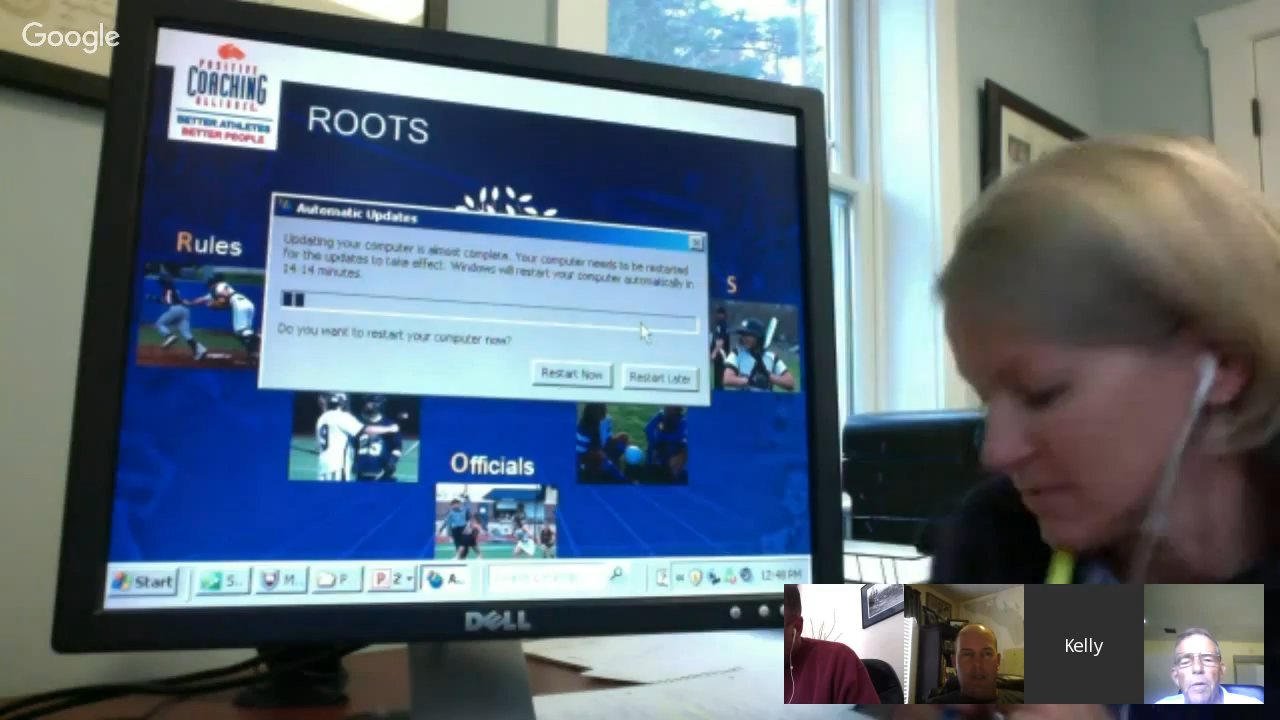 Google
POSITIVE
COACHING
ALLIANCE
BETTER ATHLETES
BETTER PEOPLE
ROOTS
Automatic Updates
Updating your computer is almost complete. Your computer needs to be restarted
for the updates to take effect. Windows will restart your computer automatically in
14:14 minutes.
Do you want to restart your computer now?
Restart Now
Restart Later
Rules
S
Officials
Start
S...
M...
P
2
A...
12:48 PM
DELL
Kelly
9